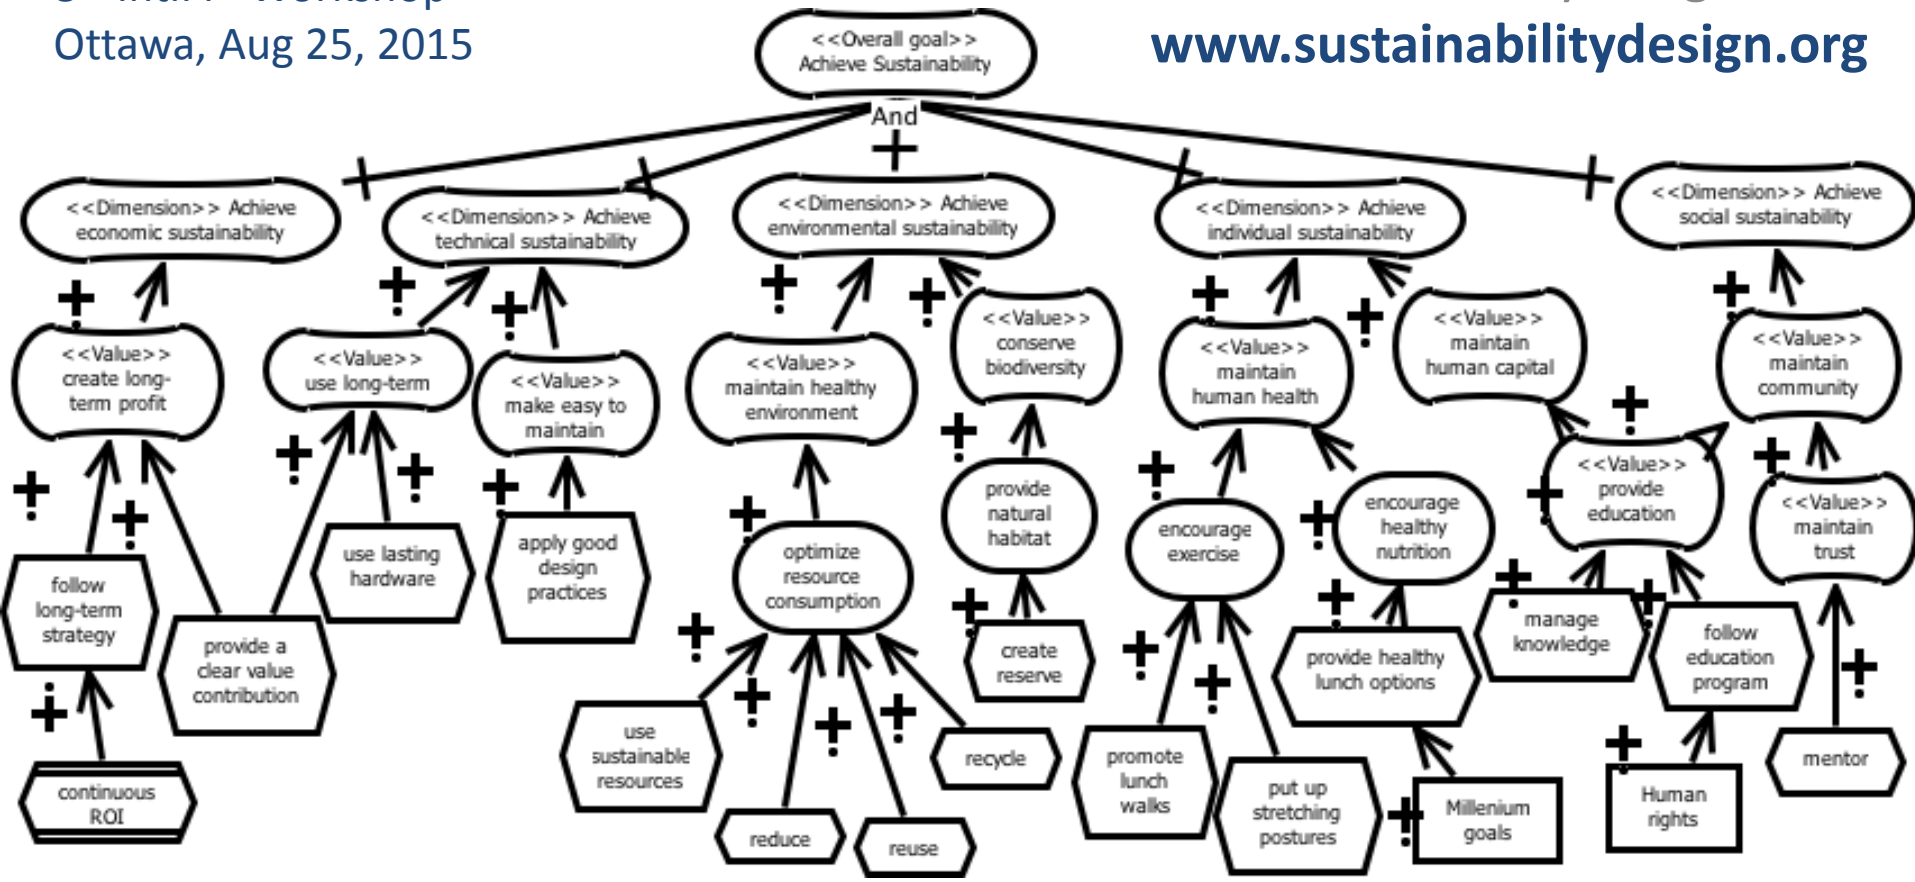 Workshop
Ottawa, Aug 25, 2015
www.sustainabilitydesign.org
<<Overall goal>>
Achieve Sustainability
And
<<Dimension>> Achieve
economic sustainability
<<Dimension>> Achieve
technical sustainability
<<Dimension>> Achieve
environmental sustainability
<<Dimension>> Achieve
individual sustainability
<<Dimension>> Achieve
social sustainability
<<Value>>
create long-
term profit
<<Value>>
use long-term
<<Value>>
make easy to
maintain
<<Value>>
maintain healthy
environment
<<Value>>
conserve
biodiversity
<<Value>>
maintain
human health
<<Value>>
maintain
human capital
<<Value>>
maintain
community
<<Value>>
provide
education
<<Value>>
maintain
trust
follow
long-term
strategy
provide a
clear value
contribution
use lasting
hardware
apply good
design
practices
optimize
resource
consumption
provide
natural
habitat
encourage
exercise
encourage
healthy
nutrition
manage
knowledge
follow
education
program
create
reserve
provide healthy
lunch options
continuous
ROI
use
sustainable
resources
reduce
reuse
recycle
promote
lunch
walks
put up
stretching
postures
Millenium
goals
Human
rights
mentor